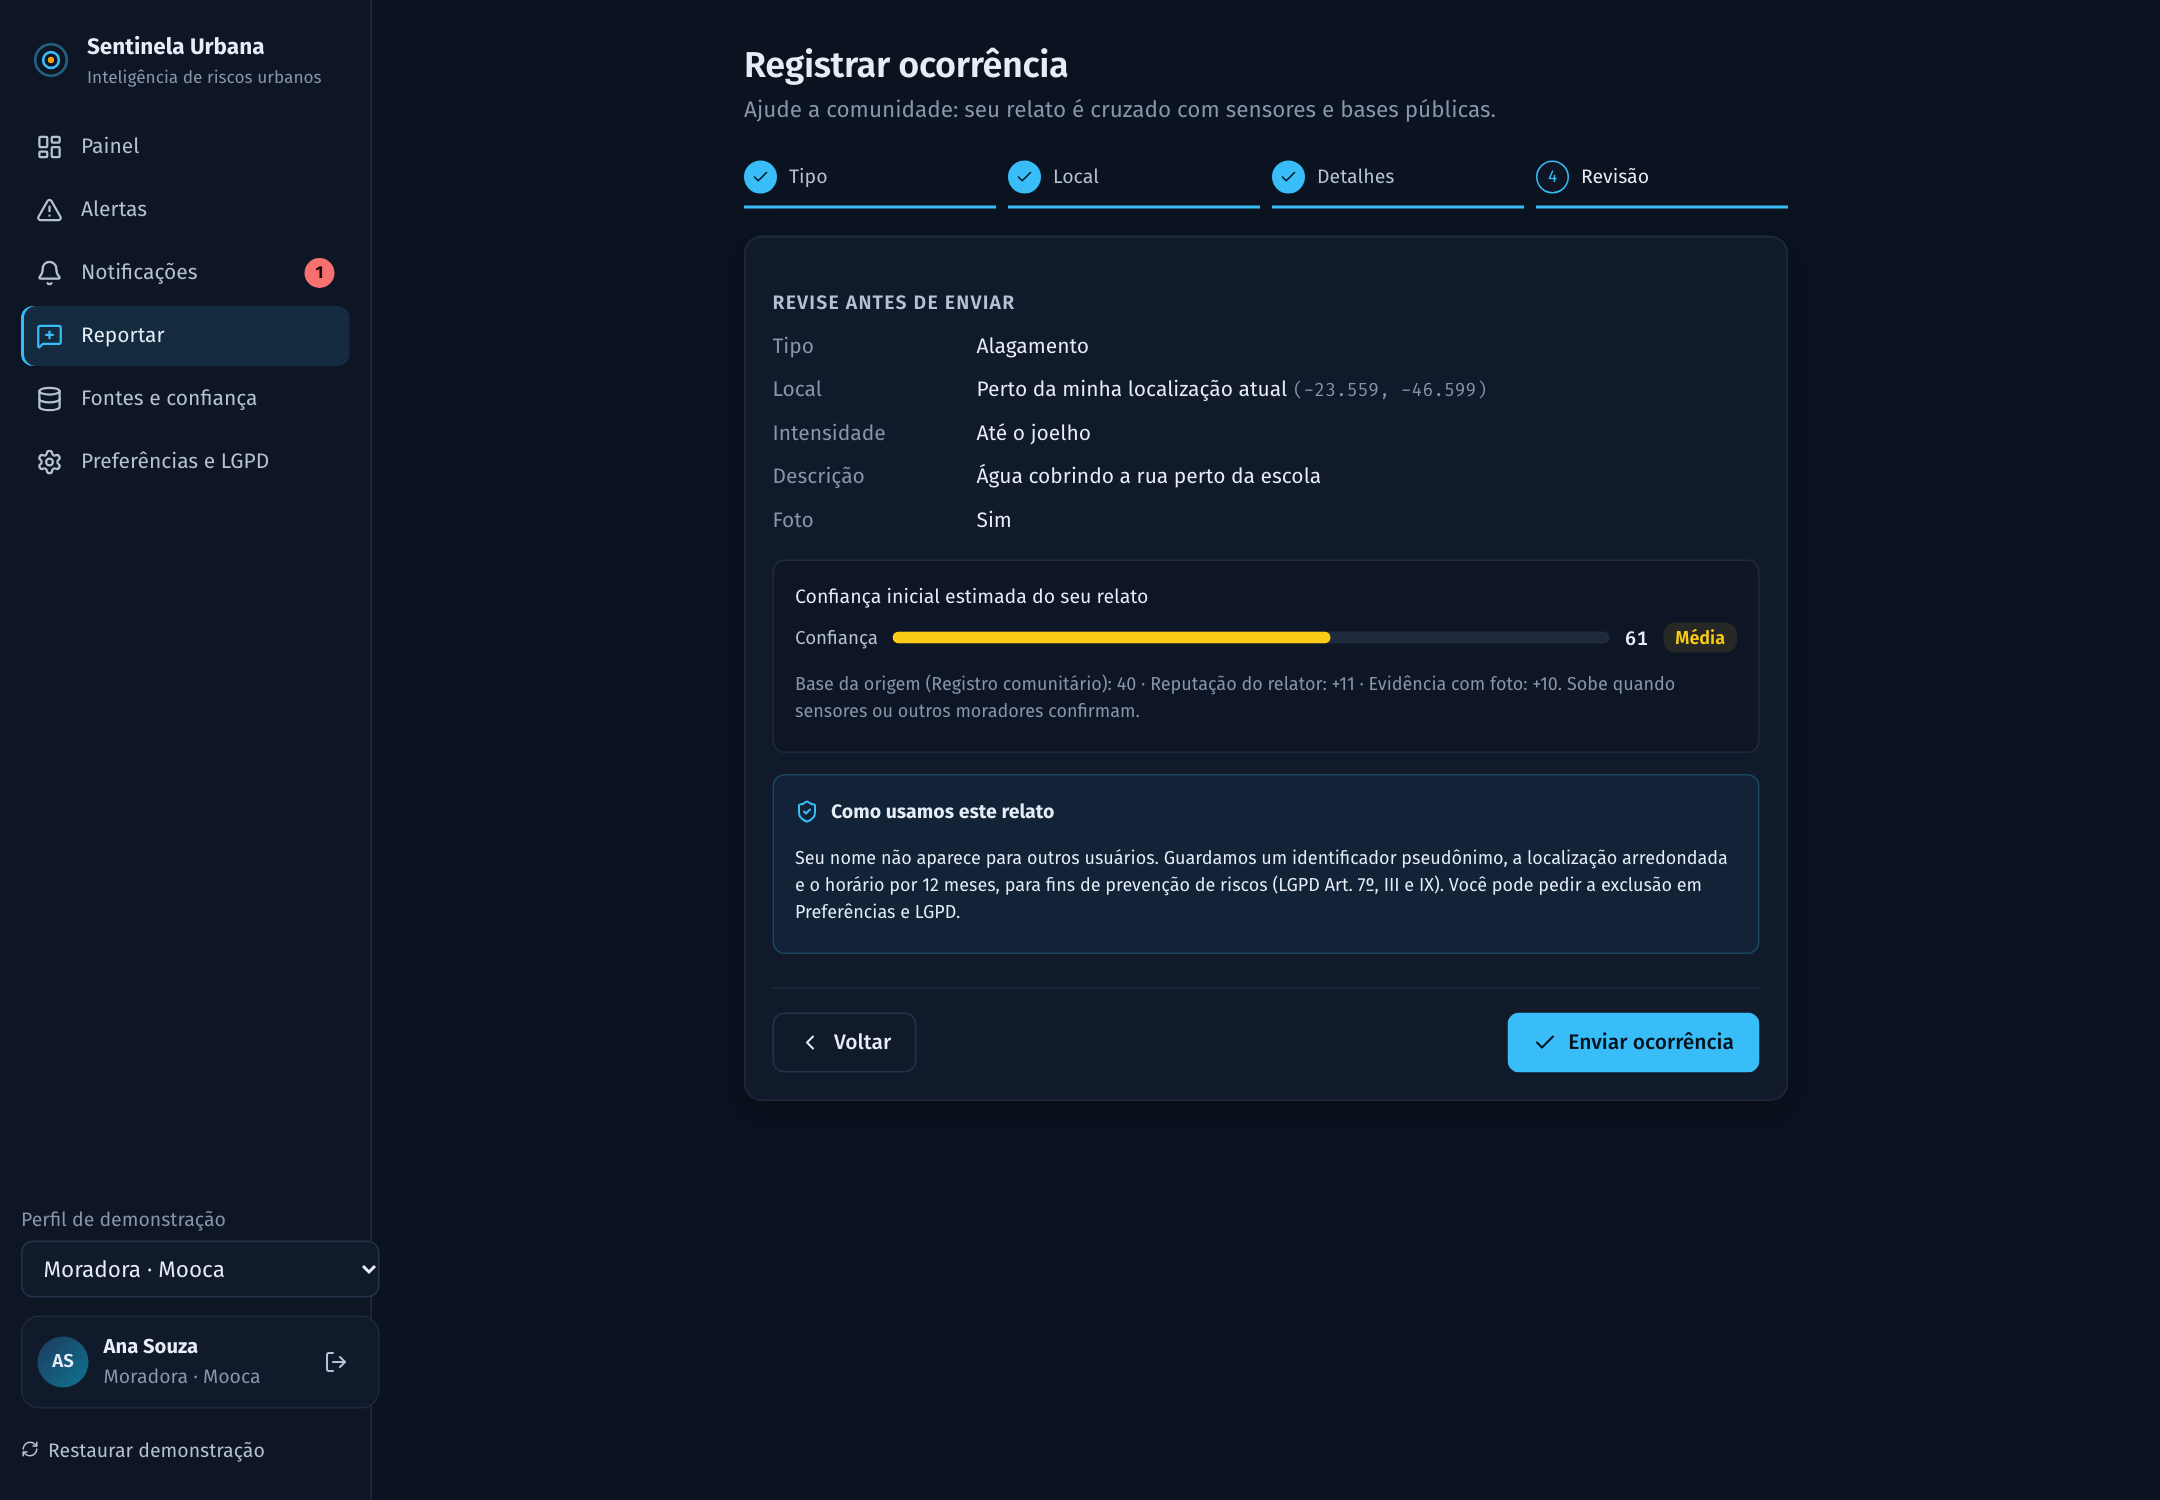 Sentinela Urbana
Inteligência de riscos urbanos
Painel
Alertas
Notificações 1
Reportar
Fontes e confiança
Preferências e LGPD
Perfil de demonstração
Moradora · Mooca
AS
Ana Souza
Moradora · Mooca
Restaurar demonstração
Registrar ocorrência
Ajude a comunidade: seu relato é cruzado com sensores e bases públicas.
Tipo
Local
Detalhes
4 Revisão
REVISE ANTES DE ENVIAR
Tipo Alagamento
Local Perto da minha localização atual (-23.559, -46.599)
Intensidade Até o joelho
Descrição Água cobrindo a rua perto da escola
Foto Sim
Confiança inicial estimada do seu relato
Confiança 61 Média
Base da origem (Registro comunitário): 40 · Reputação do relator: +11 · Evidência com foto: +10. Sobe quando
sensores ou outros moradores confirmam.
Como usamos este relato
Seu nome não aparece para outros usuários. Guardamos um identificador pseudônimo, a localização arredondada
e o horário por 12 meses, para fins de prevenção de riscos (LGPD Art. 7º, III e IX). Você pode pedir a exclusão em
Preferências e LGPD.
Voltar
Enviar ocorrência